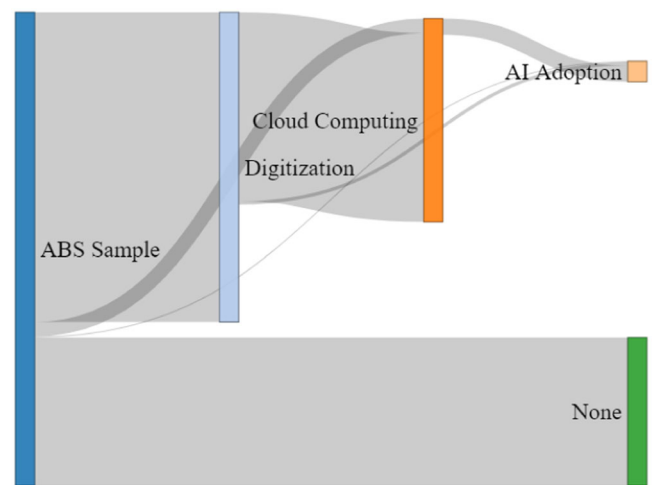 AI Adoption
Cloud Computing
Digitization
ABS Sample
None